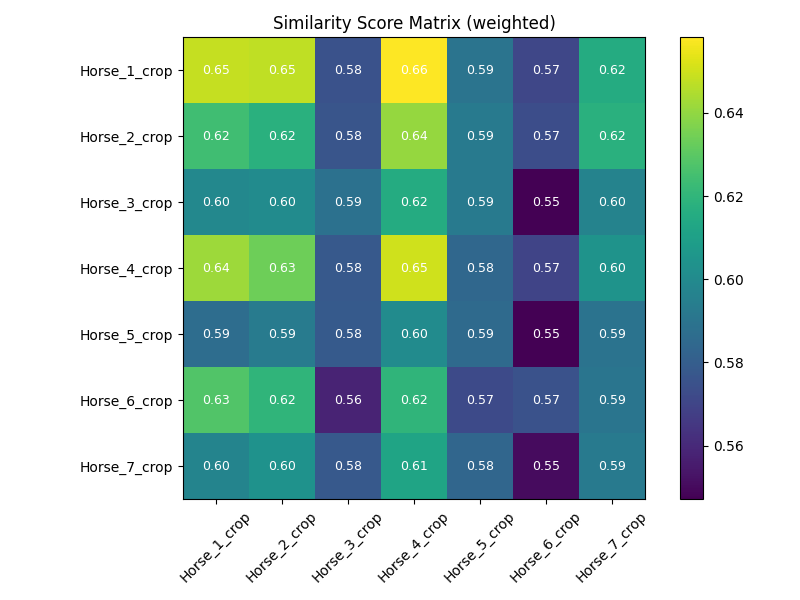 Similarity Score Matrix (weighted)
Horse_1_crop 0.65 0.65 0.58 0.66 0.59 0.57 0.62
Horse_2_crop 0.62 0.62 0.58 0.64 0.59 0.57 0.62
Horse_3_crop 0.60 0.60 0.59 0.62 0.59 0.55 0.60
Horse_4_crop 0.64 0.63 0.58 0.65 0.58 0.57 0.60
Horse_5_crop 0.59 0.59 0.58 0.60 0.59 0.55 0.59
Horse_6_crop 0.63 0.62 0.56 0.62 0.57 0.57 0.59
Horse_7_crop 0.60 0.60 0.58 0.61 0.58 0.55 0.59
Horse_1_crop Horse_2_crop Horse_3_crop Horse_4_crop Horse_5_crop Horse_6_crop Horse_7_crop
0.64
0.62
0.60
0.58
0.56